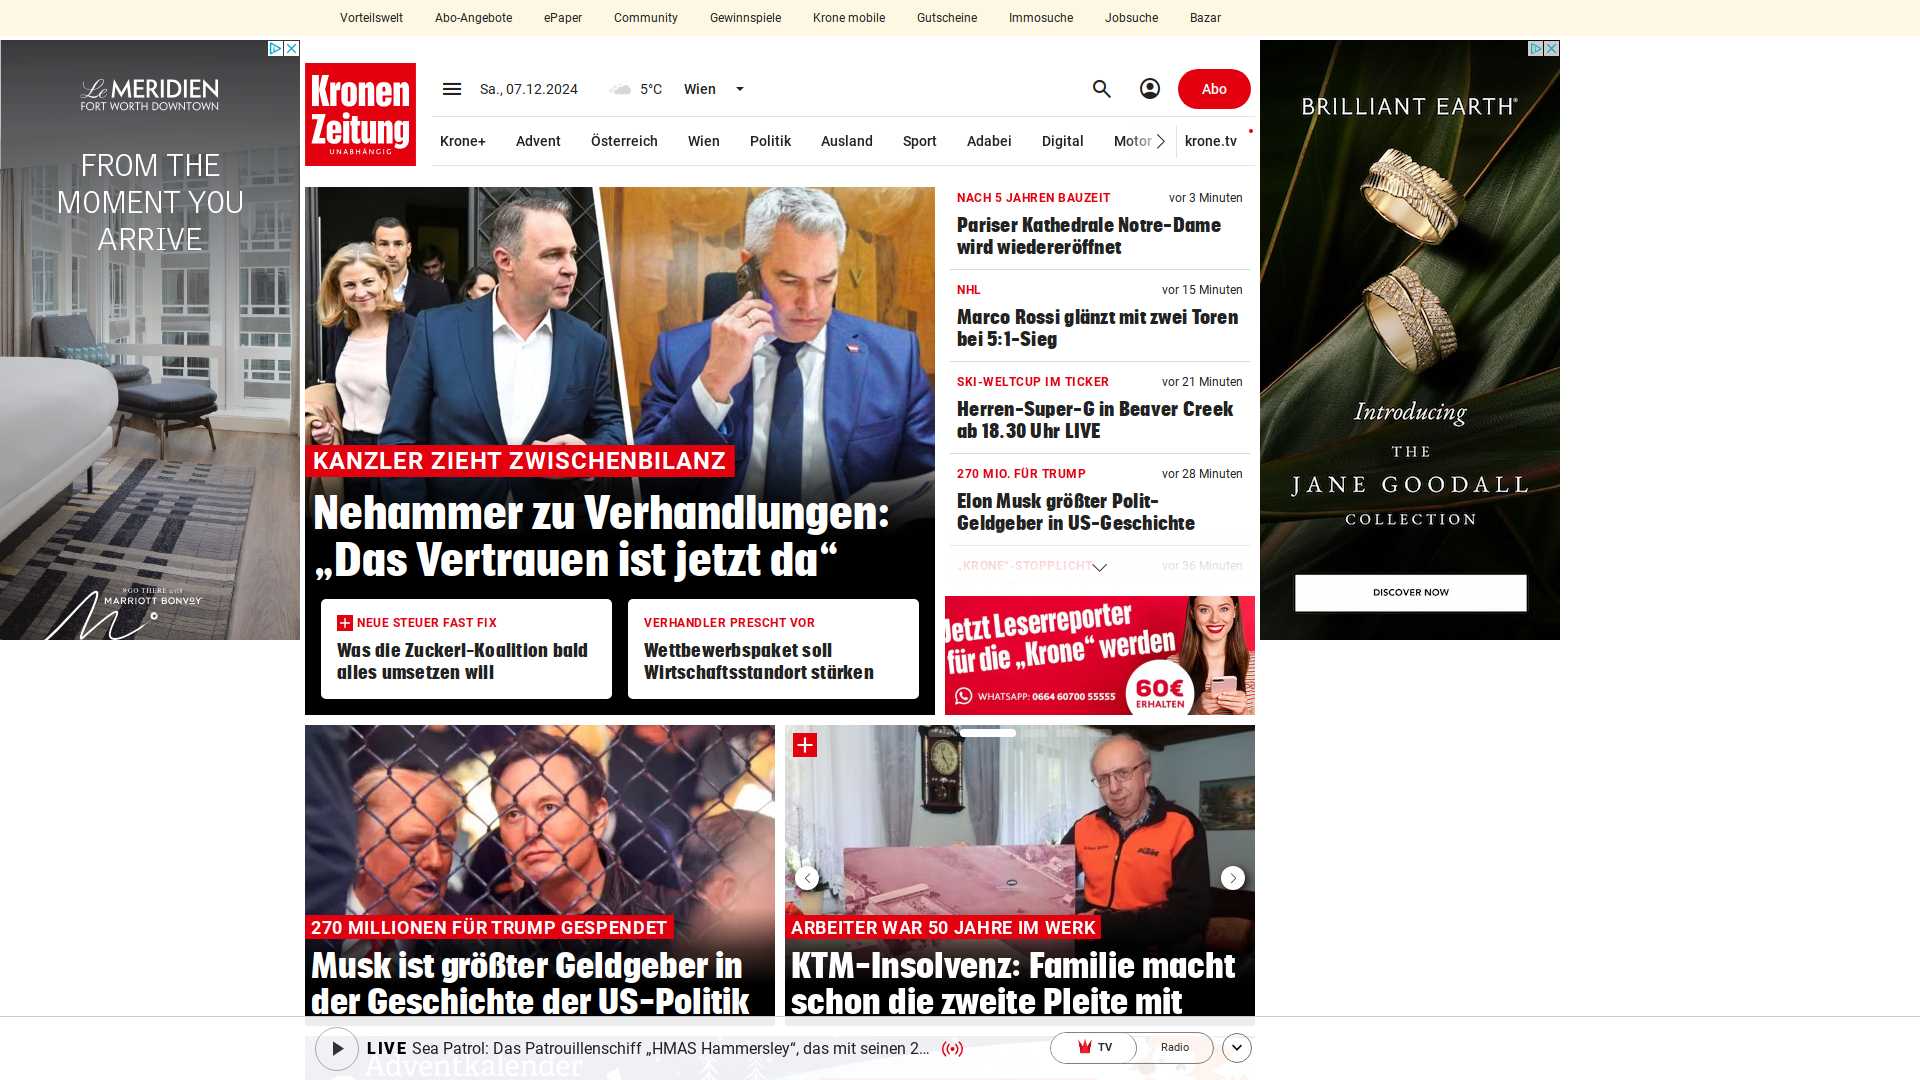 Vorteilswelt
Abo-Angebote
ePaper
Community
Gewinnspiele
Krone mobile
Gutscheine
Immosuche
Jobsuche
Bazar
Le MERIDIEN
FORT WORTH DOWNTOWN
FROM THE
MOMENT YOU
ARRIVE
#GO THERE with
MARRIOTT BONVOY
Kronen
Zeitung
UNABHÄNGIG
Sa., 07.12.2024
5°C
Wien
Abo
Krone+
Advent
Österreich
Wien
Politik
Ausland
Sport
Adabei
Digital
Motor
krone.tv
KANZLER ZIEHT ZWISCHENBILANZ
Nehammer zu Verhandlungen:
„Das Vertrauen ist jetzt da“
NEUE STEUER FAST FIX
Was die Zuckerl-Koalition bald
alles umsetzen will
VERHANDLER PRESCHT VOR
Wettbewerbspaket soll
Wirtschaftsstandort stärken
NACH 5 JAHREN BAUZEIT
vor 3 Minuten
Pariser Kathedrale Notre-Dame
wird wiedereröffnet
NHL
vor 15 Minuten
Marco Rossi glänzt mit zwei Toren
bei 5:1-Sieg
SKI-WELTCUP IM TICKER
vor 21 Minuten
Herren-Super-G in Beaver Creek
ab 18.30 Uhr LIVE
270 MIO. FÜR TRUMP
vor 28 Minuten
Elon Musk größter Polit-
Geldgeber in US-Geschichte
„KRONE“-STOPPLICHT
vor 36 Minuten
Jetzt Leserreporter
für die „Krone“ werden
WHATSAPP: 0664 60700 55555
60€
ERHALTEN
BRILLIANT EARTH®
Introducing
THE
JANE GOODALL
COLLECTION
DISCOVER NOW
270 MILLIONEN FÜR TRUMP GESPENDET
Musk ist größter Geldgeber in
der Geschichte der US-Politik
KTM
ARBEITER WAR 50 JAHRE IM WERK
KTM-Insolvenz: Familie macht
schon die zweite Pleite mit
Adventkalender
LIVE Sea Patrol: Das Patrouillenschiff „HMAS Hammersley“, das mit seinen 2...
TV
Radio